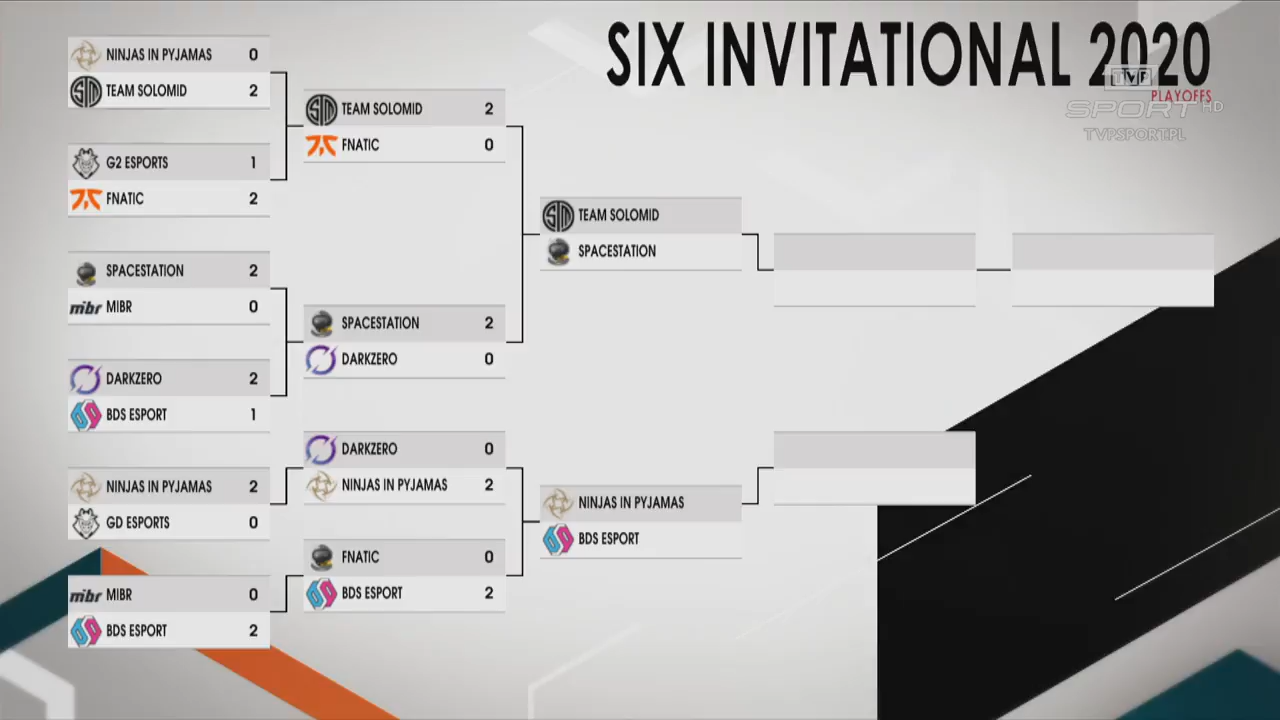 SIX INVITATIONAL 2020
PLAYOFFS
TVP
SPORT HD
TVPSPORT.PL
NINJAS IN PYJAMAS 0
TEAM SOLOMID 2
G2 ESPORTS 1
FNATIC 2
SPACESTATION 2
mibr MIBR 0
DARKZERO 2
BDS ESPORT 1
NINJAS IN PYJAMAS 2
GD ESPORTS 0
mibr MIBR 0
BDS ESPORT 2
TEAM SOLOMID 2
FNATIC 0
SPACESTATION 2
DARKZERO 0
DARKZERO 0
NINJAS IN PYJAMAS 2
FNATIC 0
BDS ESPORT 2
TEAM SOLOMID
SPACESTATION
NINJAS IN PYJAMAS
BDS ESPORT